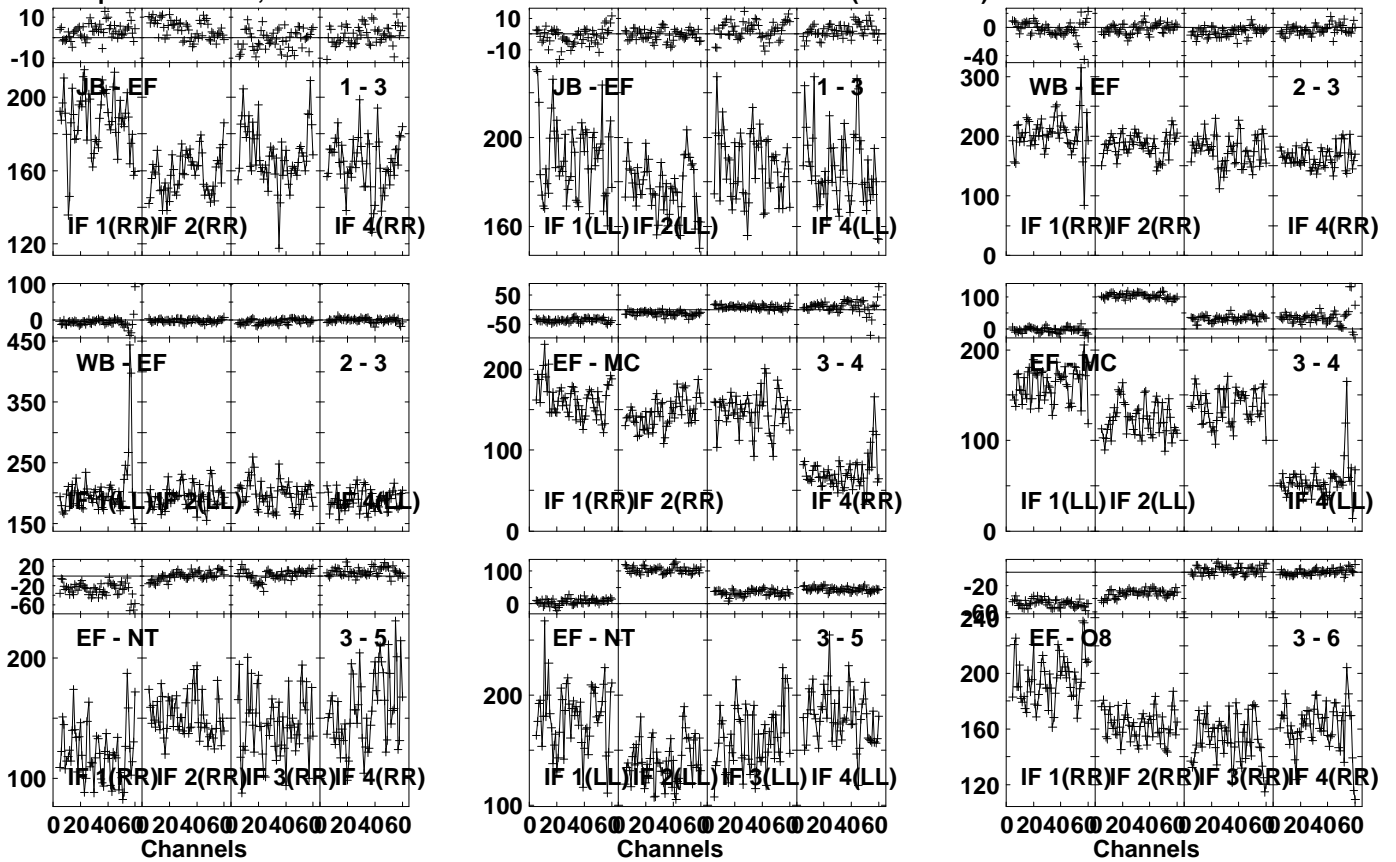 10 10 0
-10 -10 -40
JB - EF 1 - 3 JB - EF 1 - 3 WB - EF 2 - 3
200 300
160 200 200
100
120 IF 1(RR) IF 2(RR) IF 4(RR) 160 IF 1(LL) IF 2(LL) IF 4(LL) IF 1(RR) IF 2(RR) IF 4(RR)
0
100 50 100
0 -50 0
450 WB - EF 2 - 3 EF - MC 3 - 4 200 EF - MC 3 - 4
350 200
250 100 100
150 IF 1(LL) IF 2(LL) IF 4(LL) 0 IF 1(RR) IF 2(RR) IF 4(RR) 0 IF 1(LL) IF 2(LL) IF 4(LL)
20 100 -20
-20 0 -60
-60 240
EF - NT 3 - 5 EF - NT 3 - 5 EF - O8 3 - 6
200 200 200
160
100 IF 1(RR) IF 2(RR) IF 3(RR) IF 4(RR) 100 IF 1(LL) IF 2(LL) IF 3(LL) IF 4(LL) 120 IF 1(RR) IF 2(RR) IF 3(RR) IF 4(RR)
0 20 40 60 0 20 40 60 0 20 40 60 0 20 40 60 0 20 40 60 0 20 40 60 0 20 40 60 0 20 40 60 0 20 40 60 0 20 40 60 0 20 40 60 0 20 40 60
Channels Channels Channels